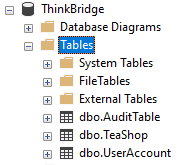 ThinkBridge
Database Diagrams
Tables
System Tables
FileTables
External Tables
dbo.AuditTable
dbo.TeaShop
dbo.UserAccount